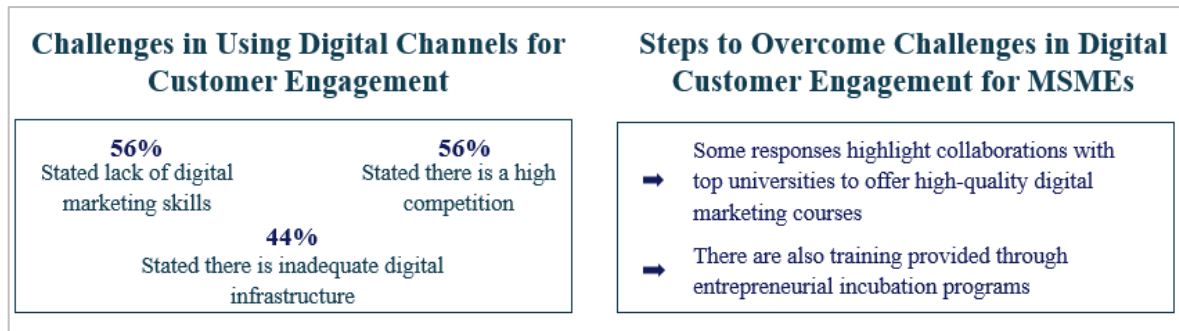 Challenges in Using Digital Channels for
Customer Engagement
56%
Stated lack of digital
marketing skills
56%
Stated there is a high
competition
44%
Stated there is inadequate digital
infrastructure
Steps to Overcome Challenges in Digital
Customer Engagement for MSMEs
Some responses highlight collaborations with
top universities to offer high-quality digital
marketing courses
There are also training provided through
entrepreneurial incubation programs